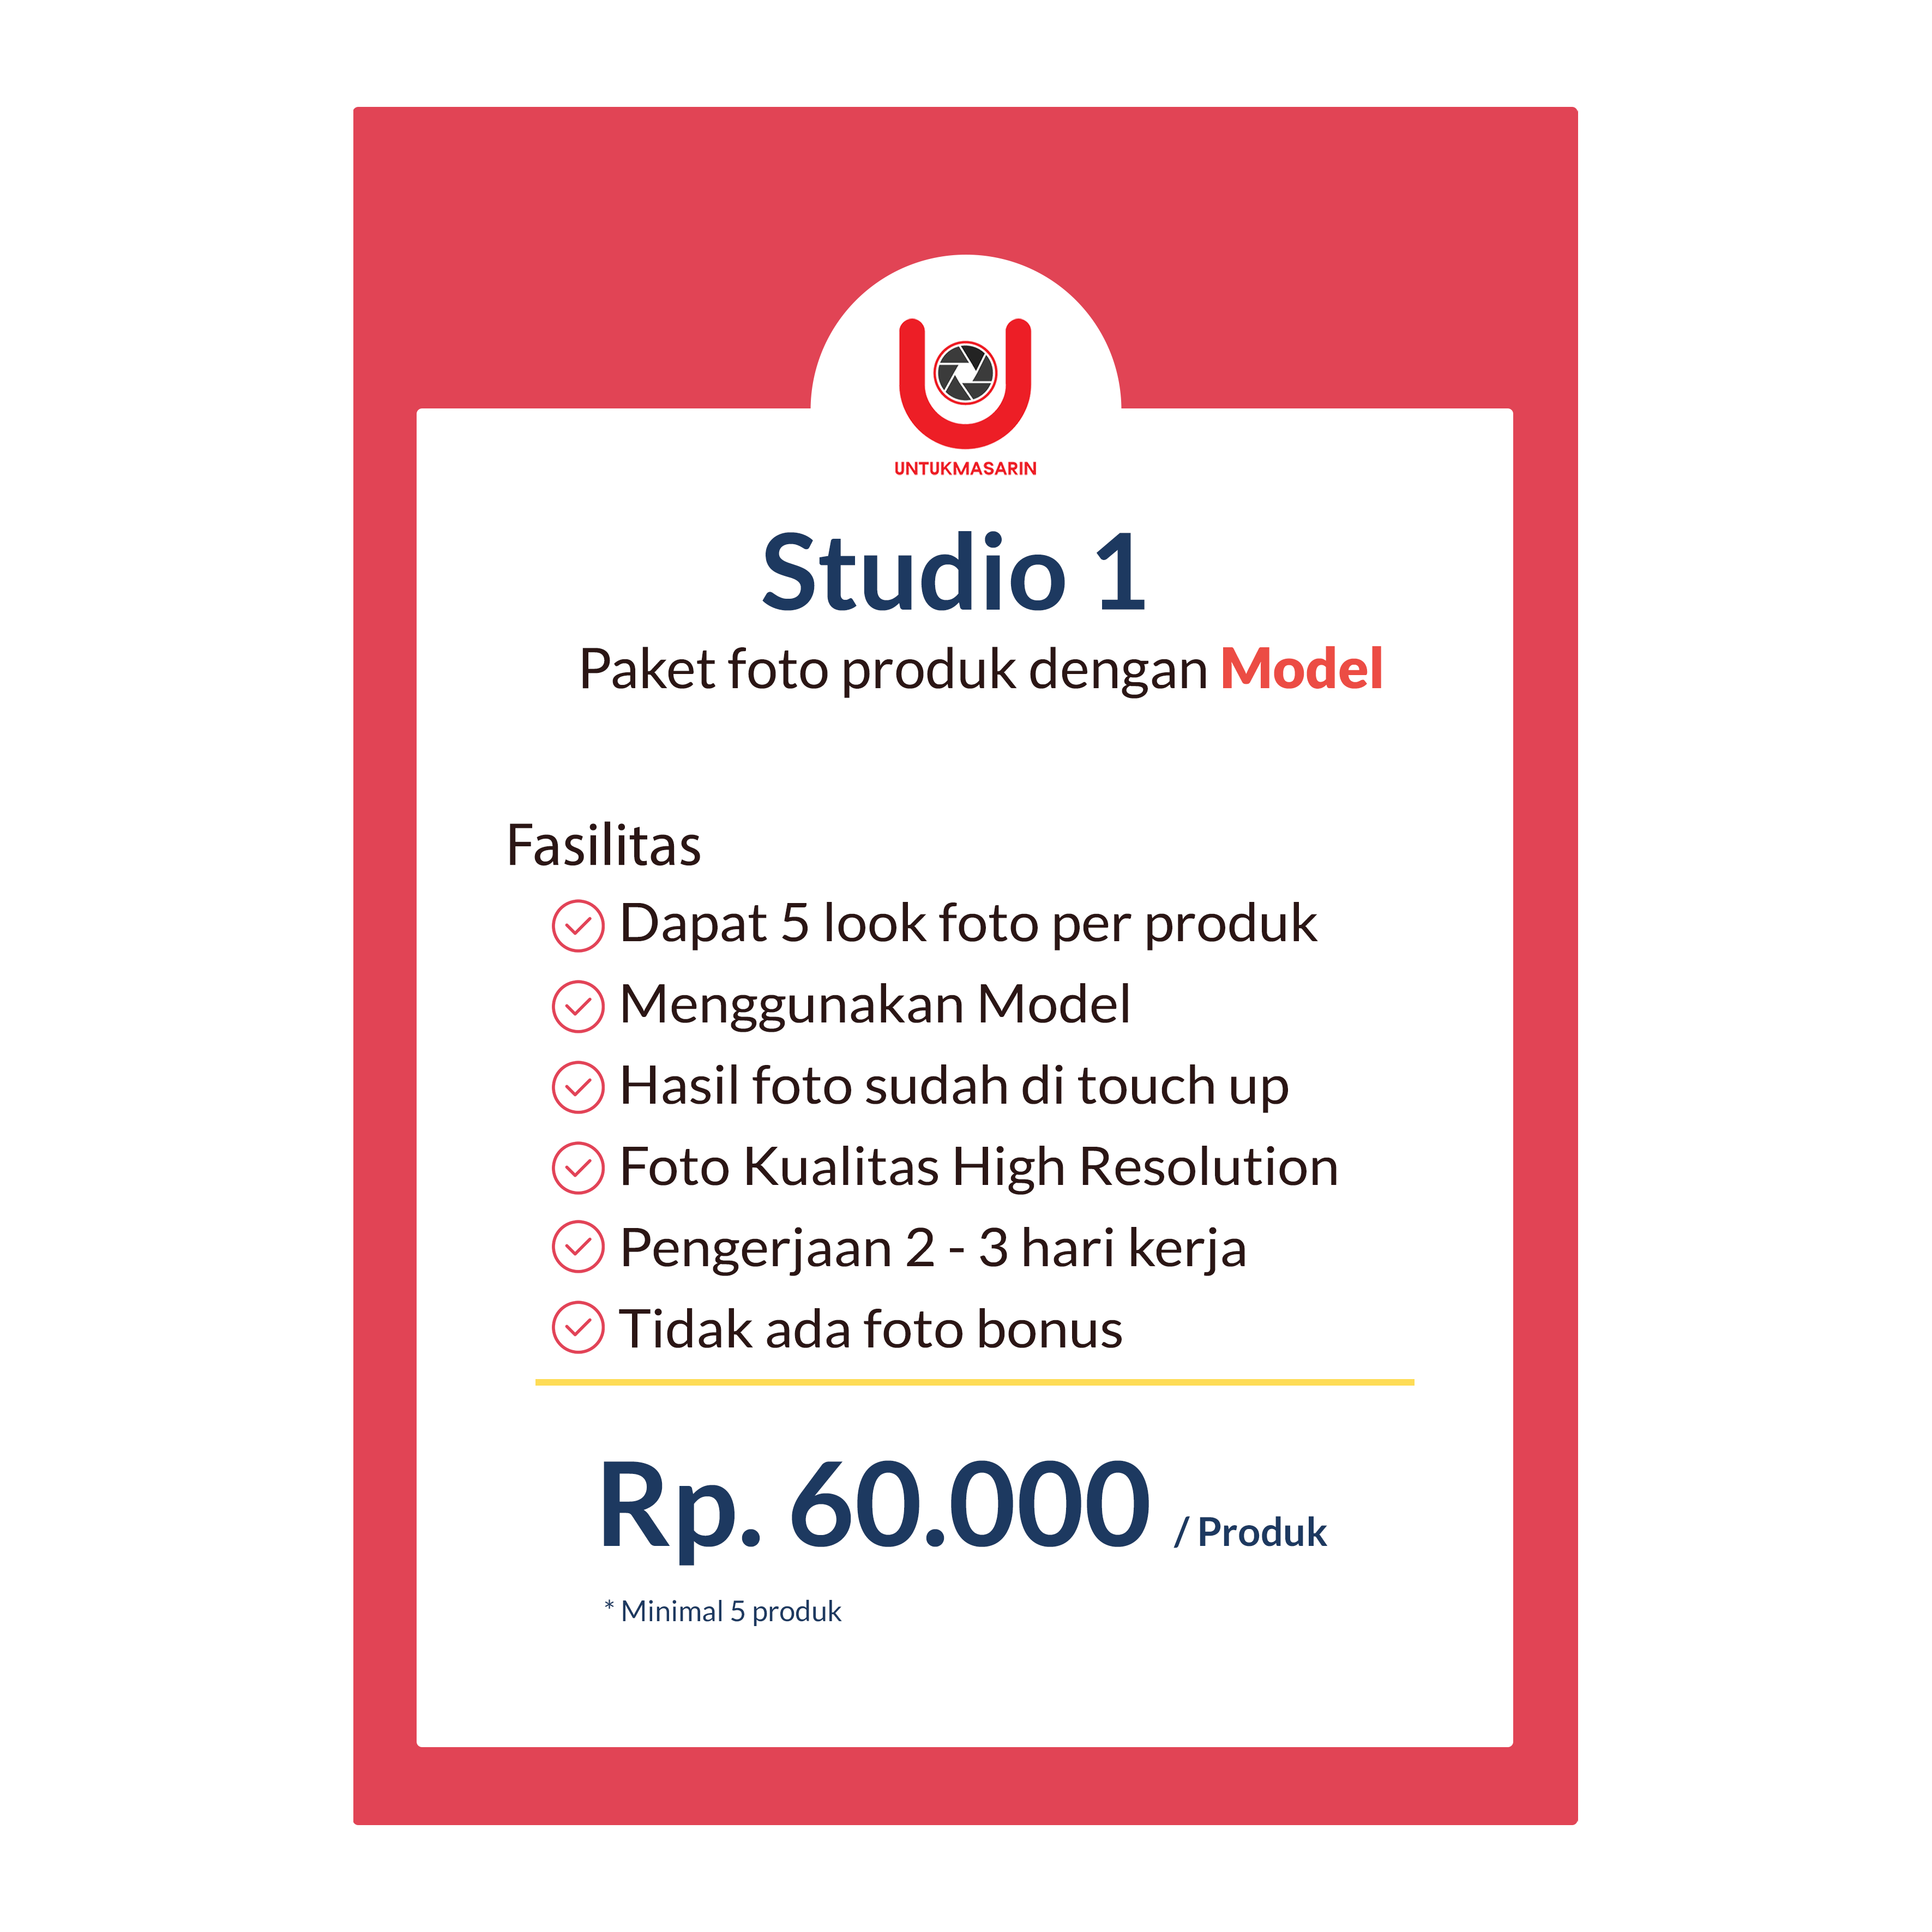 UNTUKMASARIN
Studio 1
Paket foto produk dengan Model
Fasilitas
Dapat 5 look foto per produk
Menggunakan Model
Hasil foto sudah di touch up
Foto Kualitas High Resolution
Pengerjaan 2 - 3 hari kerja
Tidak ada foto bonus
Rp. 60.000 / Produk
* Minimal 5 produk